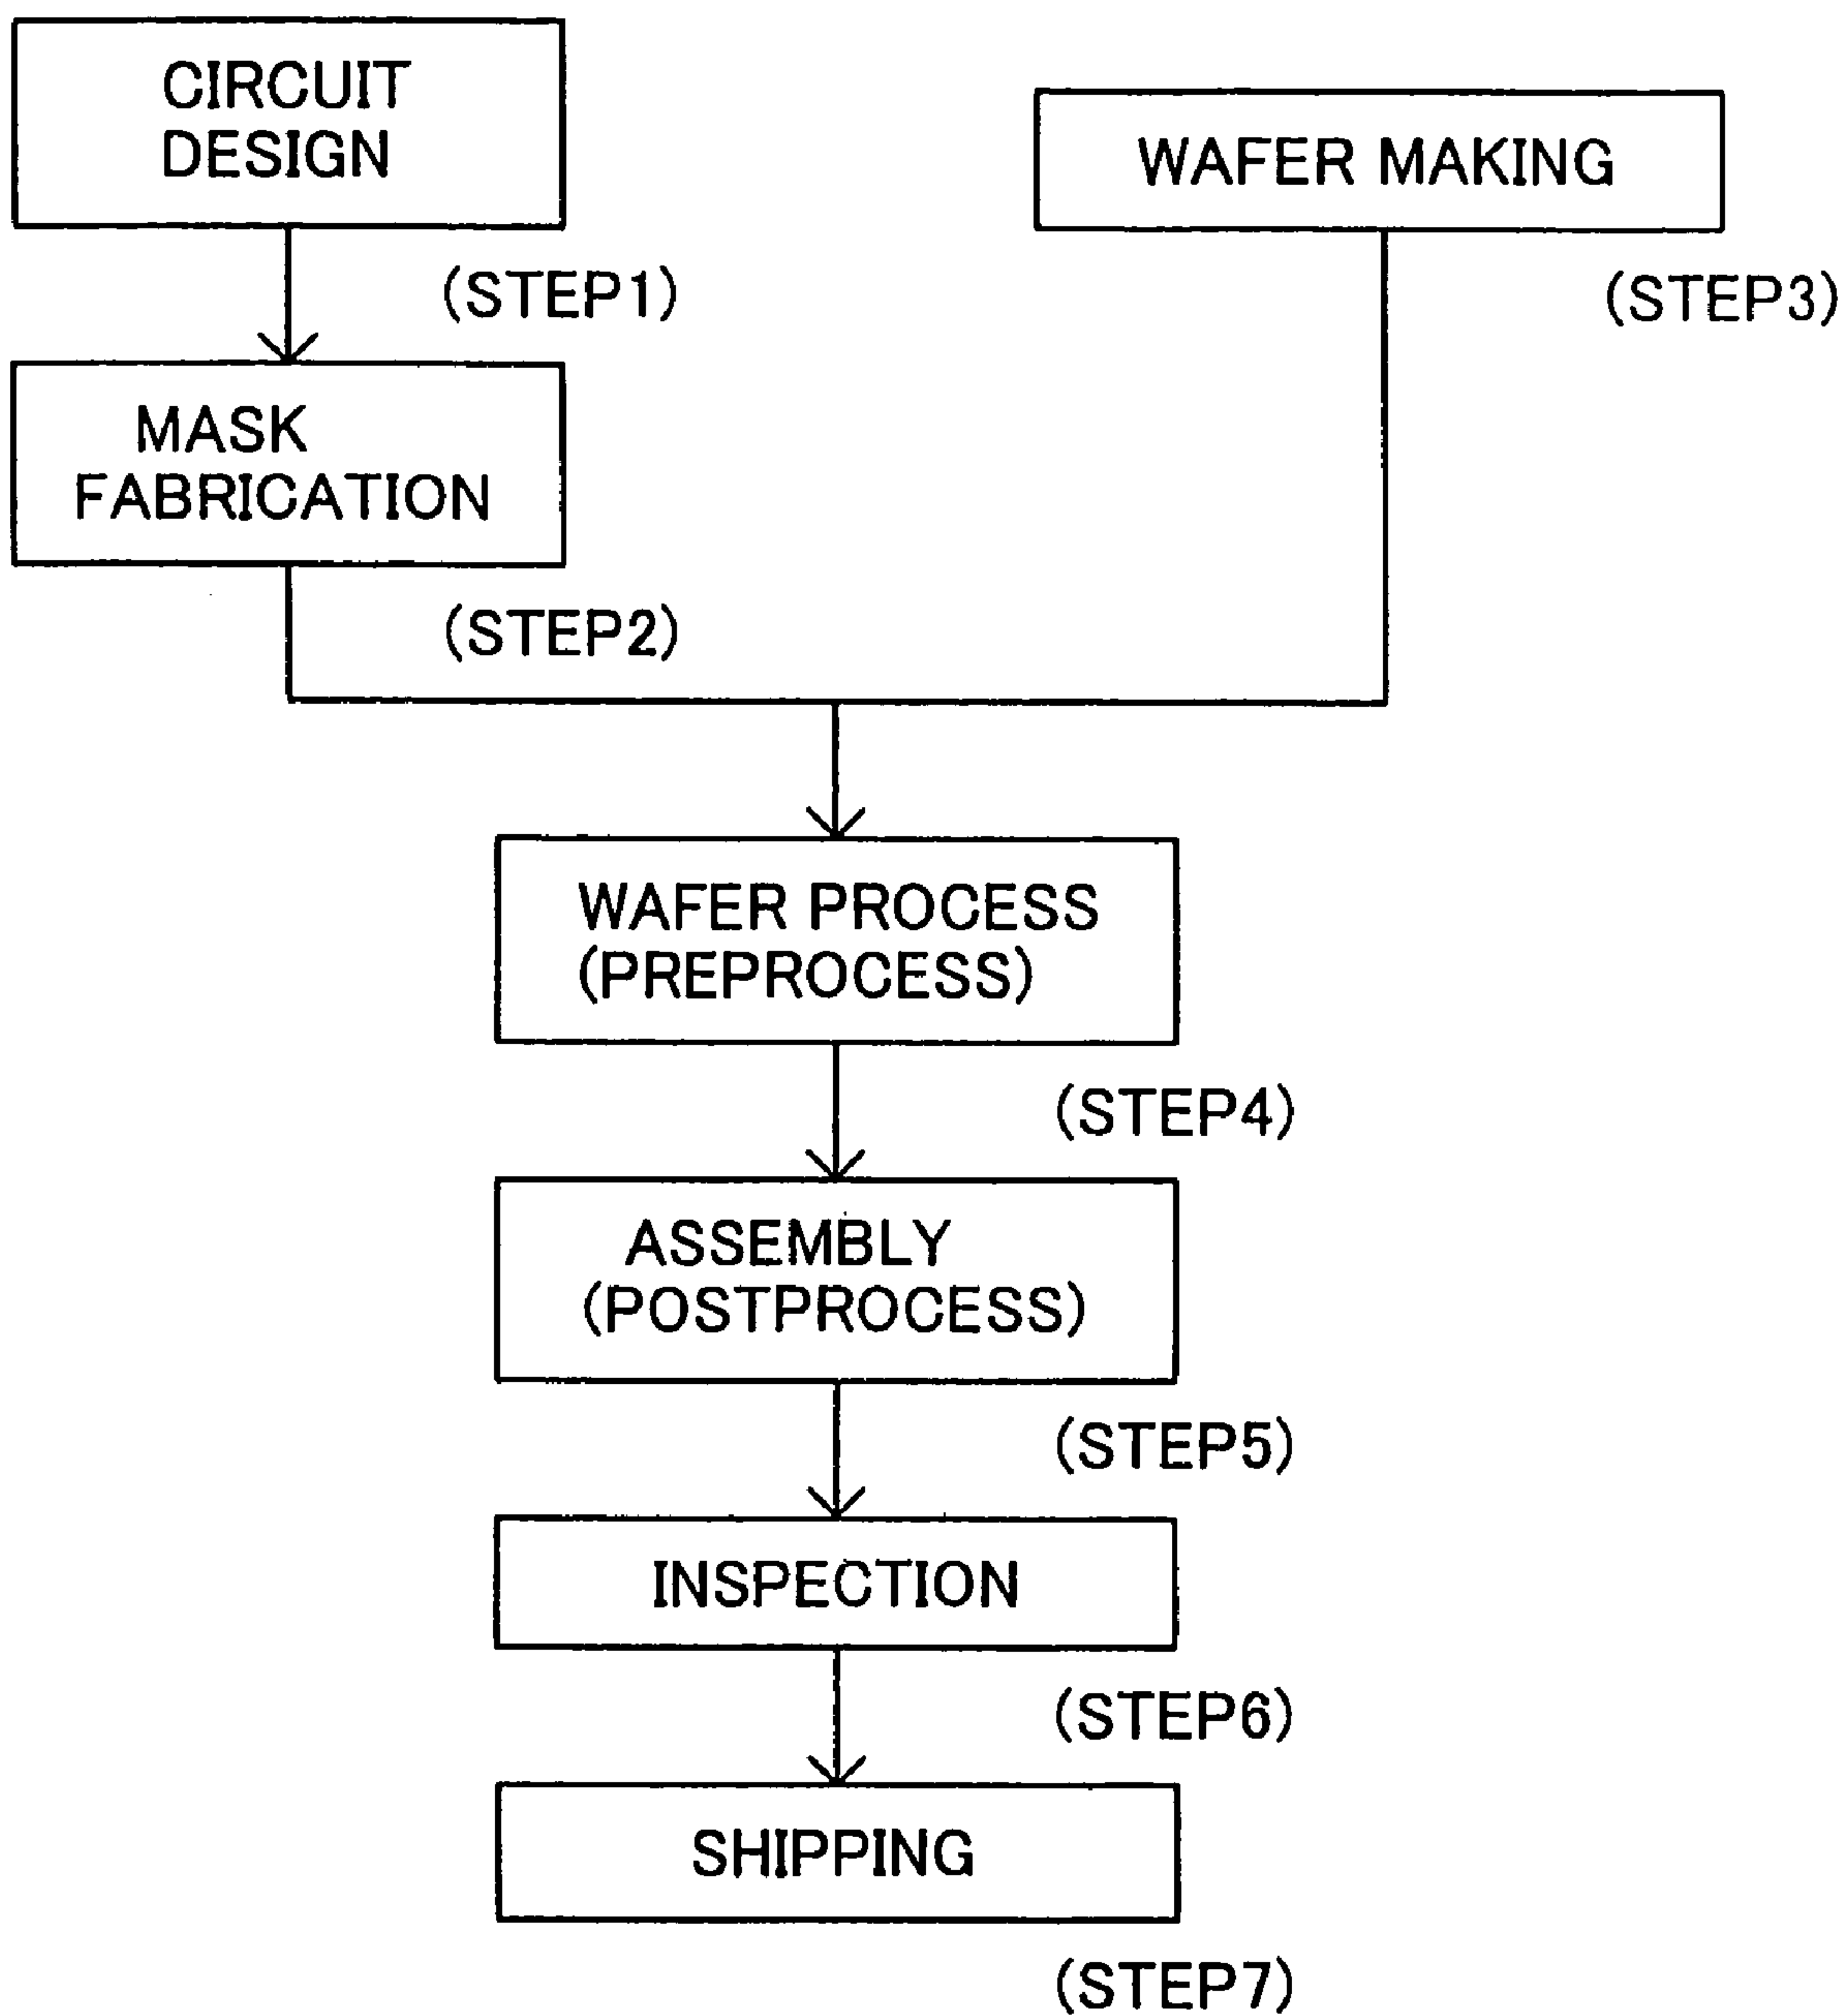 CIRCUIT
DESIGN
(STEP1)
MASK
FABRICATION
(STEP2)
WAFER MAKING
(STEP3)
WAFER PROCESS
(PREPROCESS)
(STEP4)
ASSEMBLY
(POSTPROCESS)
(STEP5)
INSPECTION
(STEP6)
SHIPPING
(STEP7)